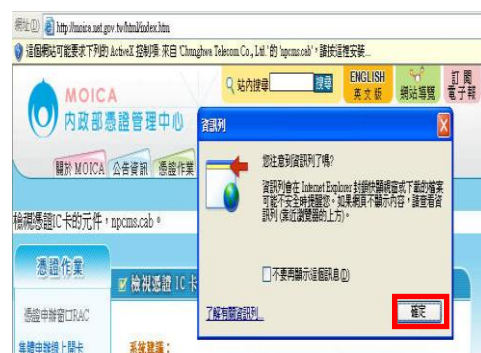 網址(D) http://moica.nat.gov.tw/html/index.htm
這個網站可能要求下列的 ActiveX 控制項: 來自 'Chunghwa Telecom Co., Ltd.' 的 'npcms.cab'，請按這裡安裝...
MOICA
內政部憑證管理中心
站內搜尋 搜尋
ENGLISH
英文版
網站導覽
訂閱
電子報
關於 MOICA 公告資訊 憑證作業
檢視憑證IC卡的元件，npcms.cab。
憑證作業
檢視憑證 IC 卡
憑證申辦窗口RAC
系統建議：
資訊列
您注意到資訊列了嗎?
資訊列會在 Internet Explorer 封鎖快顯視窗或下載的檔案
可能不安全時提醒您。如果網頁不顯示內容，請查看資
訊列 (靠近瀏覽器的上方)。
不要再顯示這個訊息(D)
了解有關資訊列...
確定